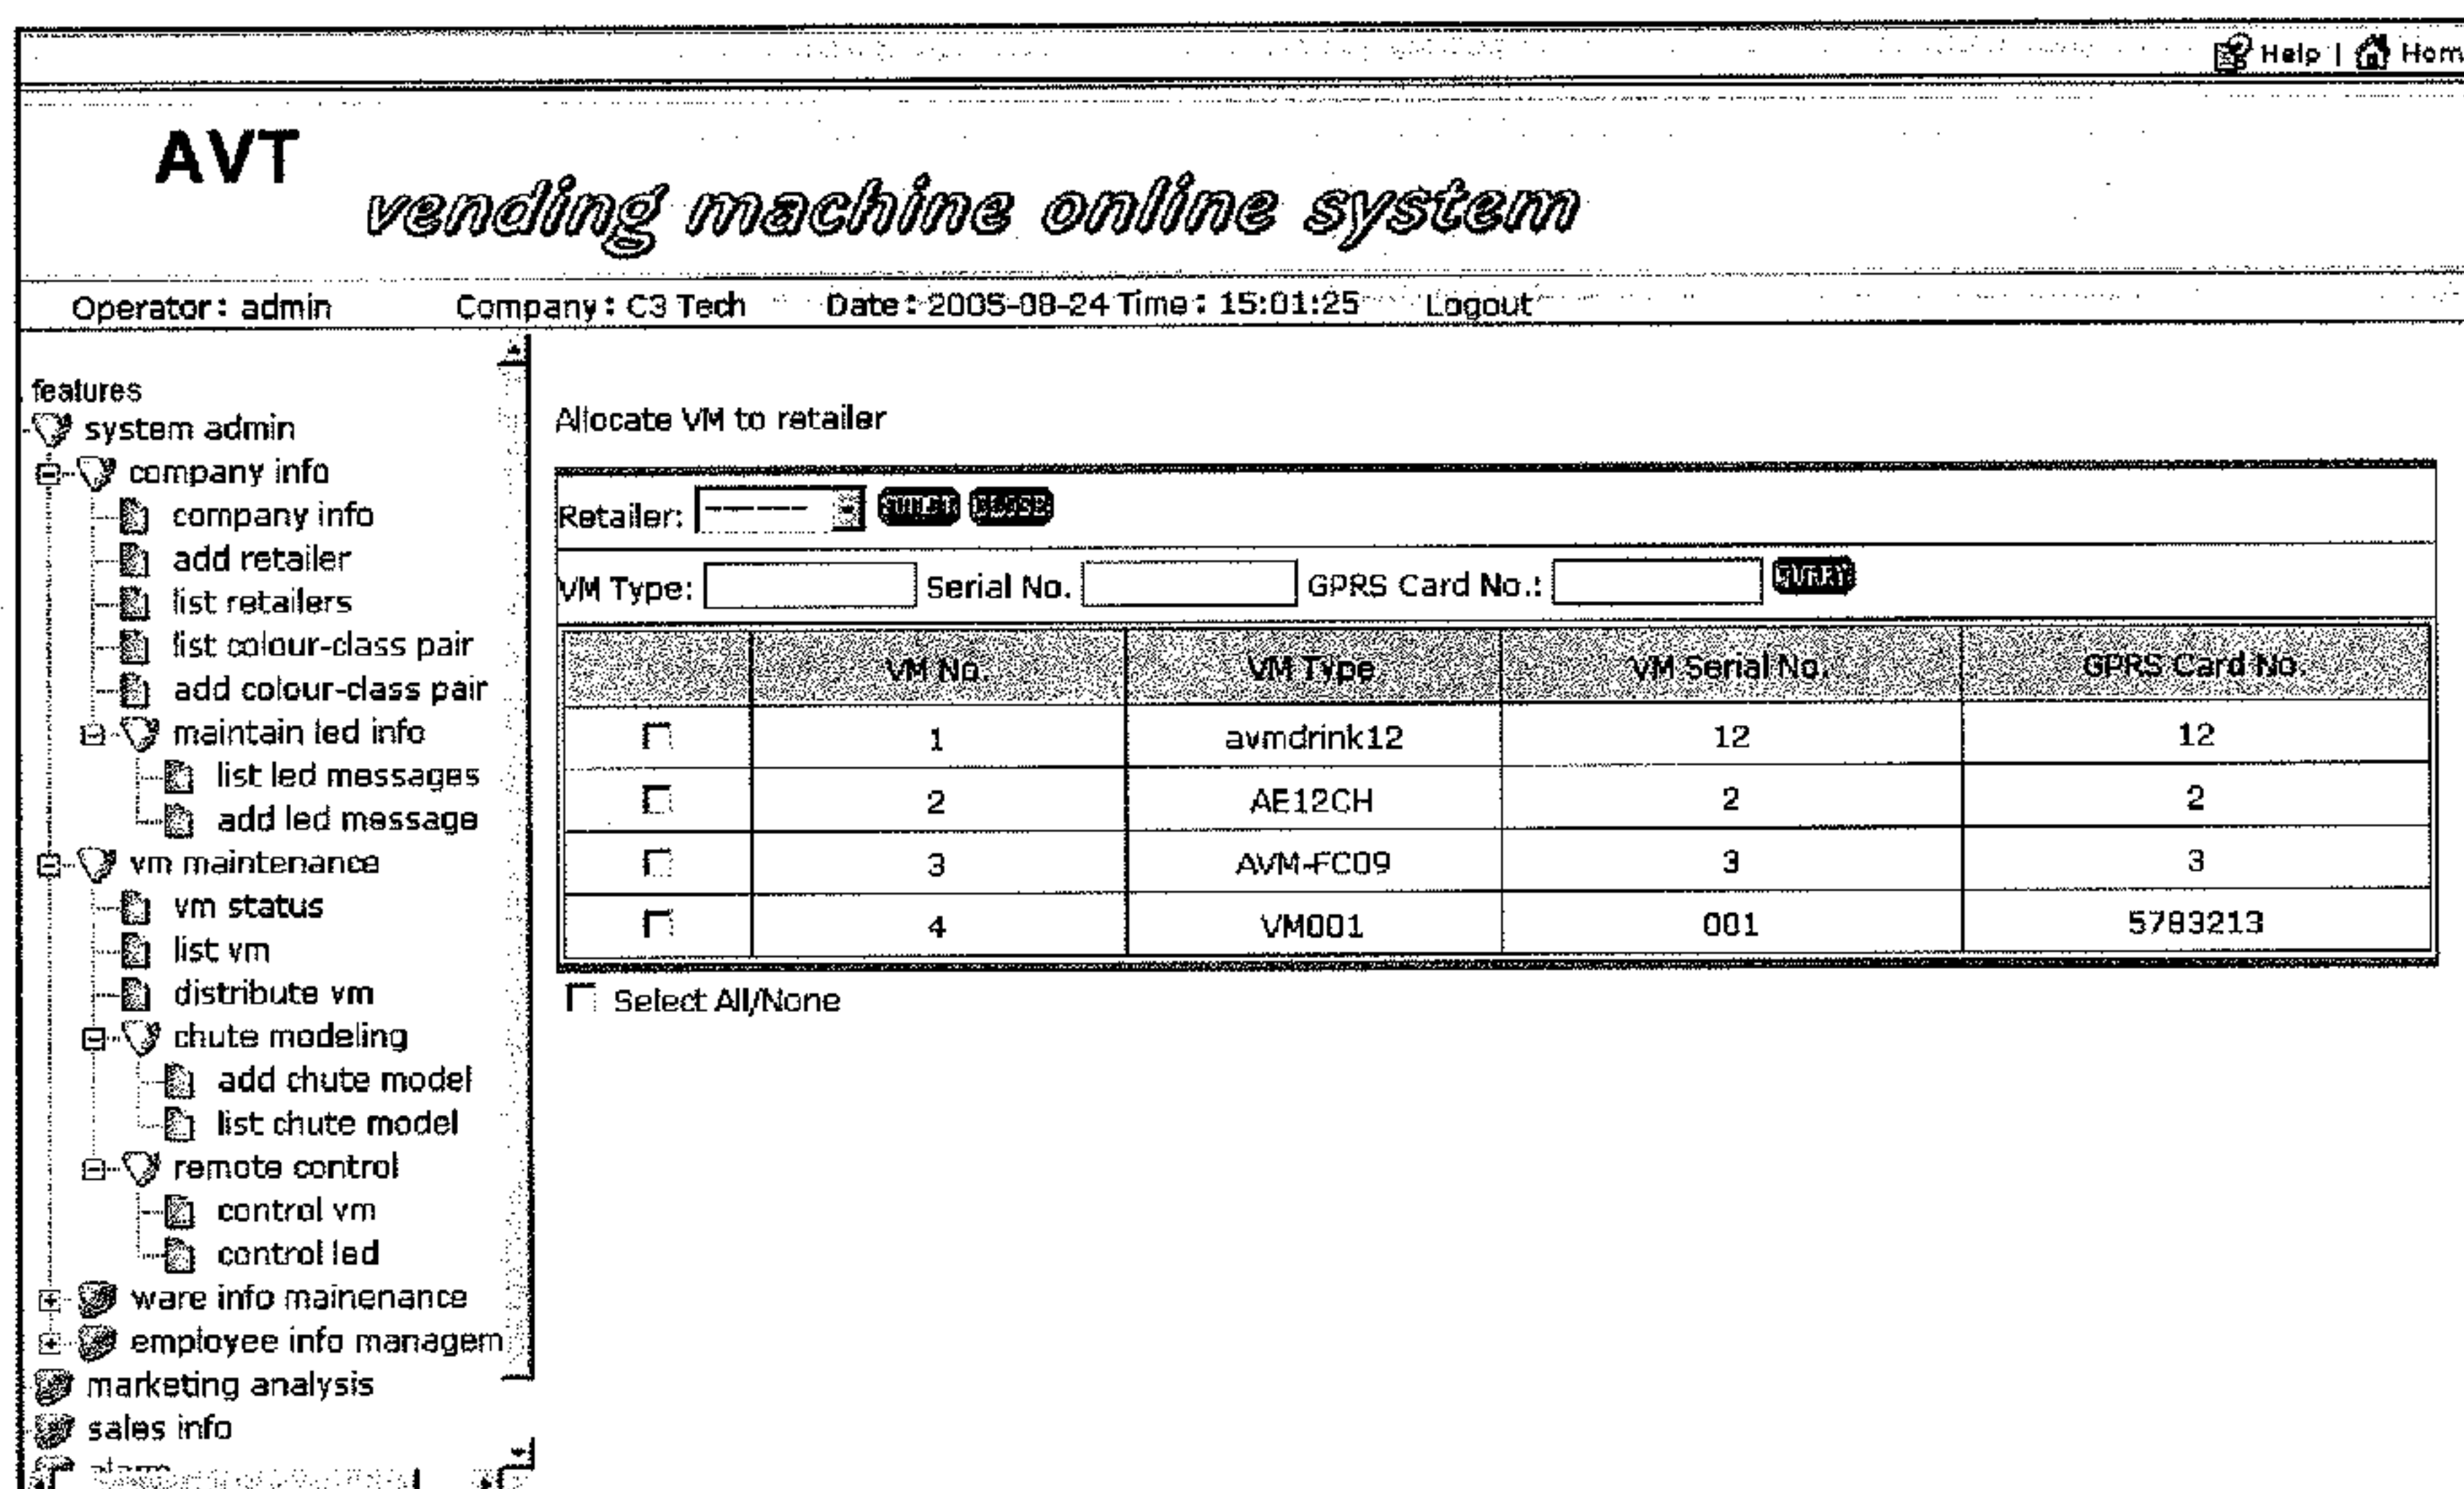 Help | Hom
AVT
vending machine online system
Operator: admin Company: C3 Tech Date: 2005-08-24 Time: 15:01:25 Logout
features
system admin
company info
company info
add retailer
list retailers
list colour-class pair
add colour-class pair
maintain led info
list led messages
add led message
vm maintenance
vm status
list vm
distribute vm
chute modeling
add chute model
list chute model
remote control
control vm
control led
ware info mainenance
employee info managem
marketing analysis
sales info
Allocate VM to retailer
Retailer: ------
VM Type: Serial No. GPRS Card No.:
VM No. VM Type VM Serial No. GPRS Card No.
1 avmdrink12 12 12
2 AE12CH 2 2
3 AVM-FC09 3 3
4 VM001 001 5783213
Select All/None